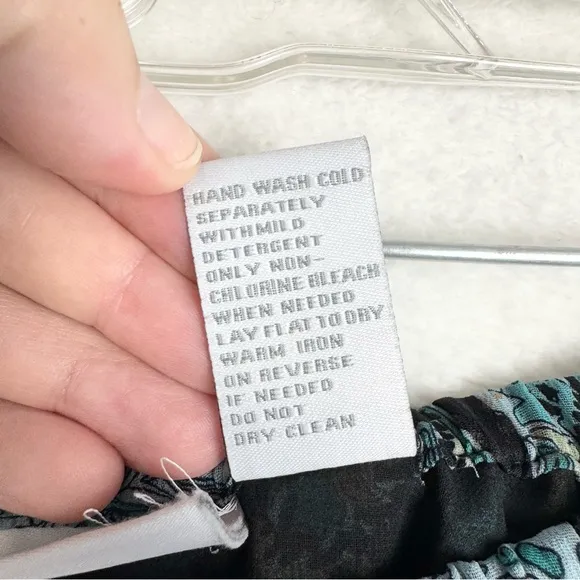 HAND WASH COLD
SEPARATELY
WITHMILD
DETERGENT
ONLY NON-
CHLORINE BLEACH
WHEN NEEDED
LAY FLAT TO DRY
WARM IRON
ON REVERSE
IF NEEDED
DO NOT
DRY CLEAN